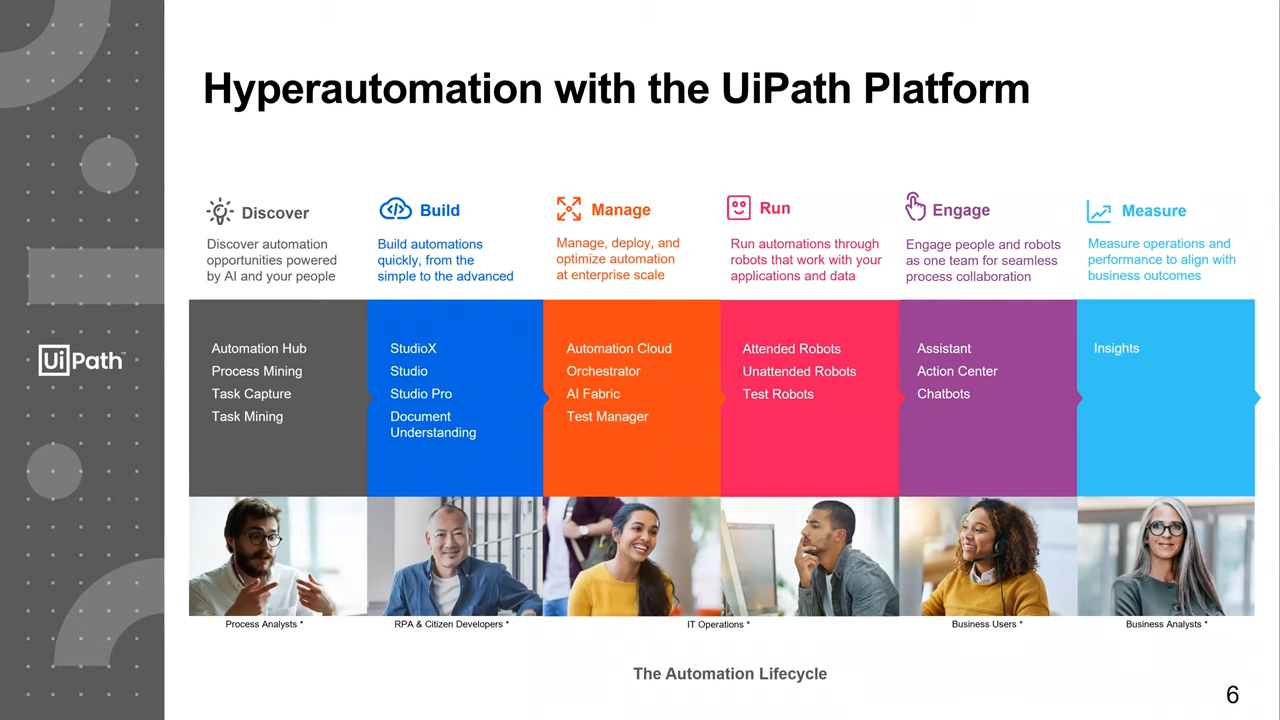 Hyperautomation with the UiPath Platform
Discover
Discover automation
opportunities powered
by AI and your people
Build
Build automations
quickly, from the
simple to the advanced
Manage
Manage, deploy, and
optimize automation
at enterprise scale
Run
Run automations through
robots that work with your
applications and data
Engage
Engage people and robots
as one team for seamless
process collaboration
Measure
Measure operations and
performance to align with
business outcomes
Automation Hub
Process Mining
Task Capture
Task Mining
StudioX
Studio
Studio Pro
Document
Understanding
Automation Cloud
Orchestrator
AI Fabric
Test Manager
Attended Robots
Unattended Robots
Test Robots
Assistant
Action Center
Chatbots
Insights
UiPath™
Process Analysts *
RPA & Citizen Developers *
IT Operations *
Business Users *
Business Analysts *
The Automation Lifecycle
6